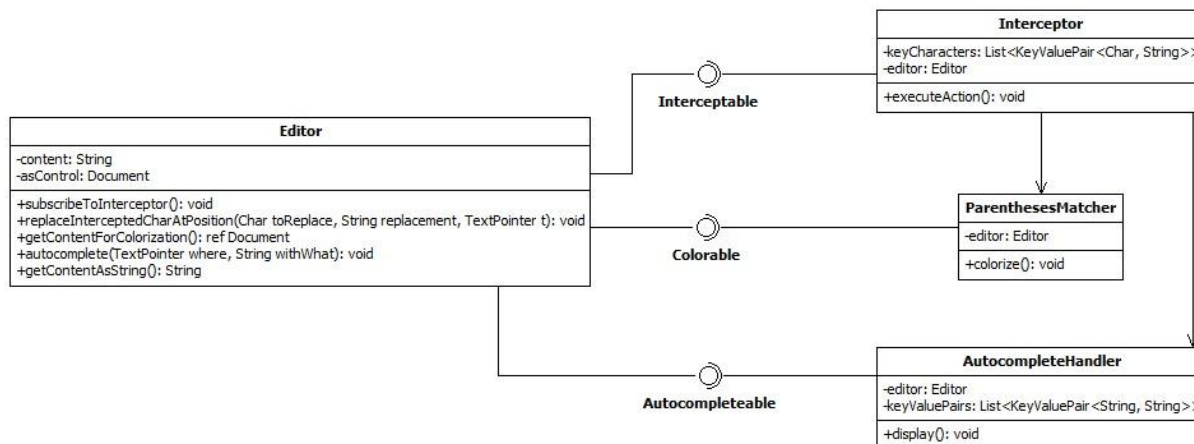 Interceptor
-keyCharacters: List<KeyValuePair<Char, String>>
-editor: Editor
+executeAction(): void
Interceptable
Editor
-content: String
-asControl: Document
+subscribeToInterceptor(): void
+replaceInterceptedCharAtPosition(Char toReplace, String replacement, TextPointer t): void
+getContentForColorization(): ref Document
+autocomplete(TextPointer where, String withWhat): void
+getContentAsString(): String
ParenthesesMatcher
-editor: Editor
+colorize(): void
Colorable
AutocompleteHandler
-editor: Editor
-keyValuePairs: List<KeyValuePair<String, String>>
+display(): void
Autocompleteable